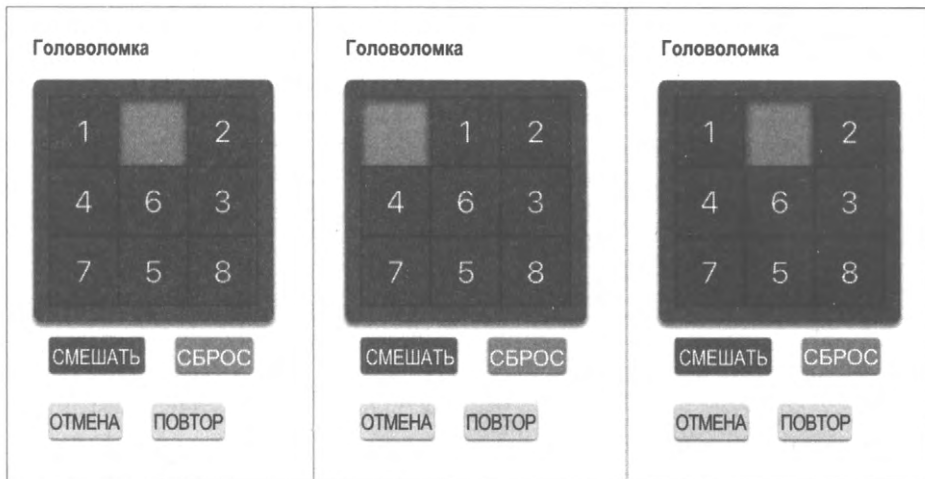 Головоломка
1 2
4 6 3
7 5 8
СМЕШАТЬ СБРОС
ОТМЕНА ПОВТОР
Головоломка
1 2
4 6 3
7 5 8
СМЕШАТЬ СБРОС
ОТМЕНА ПОВТОР
Головоломка
1 2
4 6 3
7 5 8
СМЕШАТЬ СБРОС
ОТМЕНА ПОВТОР